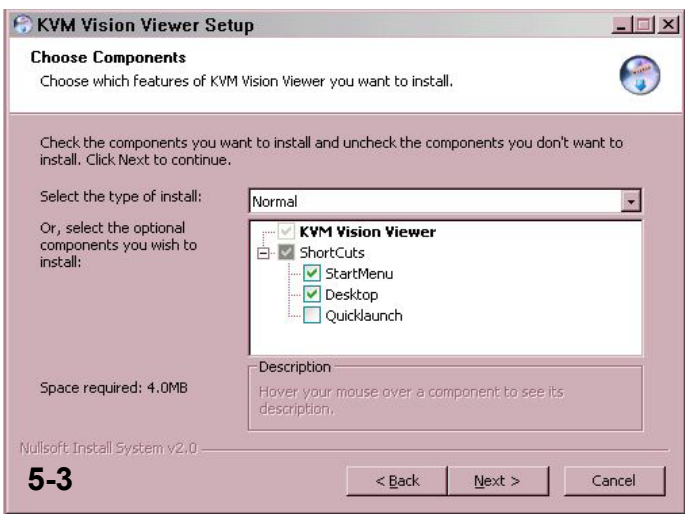 KVM Vision Viewer Setup
Choose Components
Choose which features of KVM Vision Viewer you want to install.
Check the components you want to install and uncheck the components you don't want to
install. Click Next to continue.
Select the type of install:
Normal
Or, select the optional
components you wish to
install:
KVM Vision Viewer
ShortCuts
StartMenu
Desktop
Quicklaunch
Space required: 4.0MB
Description
Hover your mouse over a component to see its
description.
Nullsoft Install System v2.0
5-3
< Back
Next >
Cancel